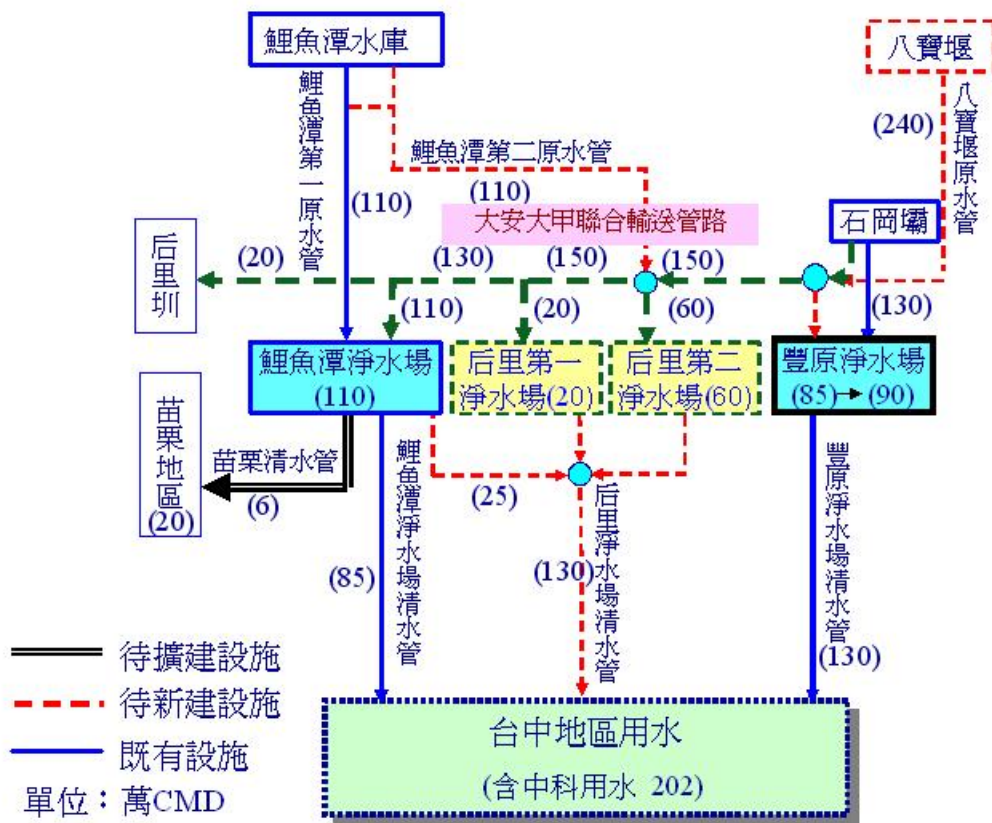 鯉魚潭水庫
八寶堰
鯉魚潭第一原水管
八寶堰原水管
(240)
鯉魚潭第二原水管
(110)
(110)
大安大甲聯合輸送管路
石岡壩
后里圳
(20)
(130)
(150)
(150)
(110)
(20)
(60)
(130)
鯉魚潭淨水場
(110)
后里第一
淨水場(20)
后里第二
淨水場(60)
豐原淨水場
(85)→(90)
苗栗地區
(20)
苗栗清水管
(6)
鯉魚潭淨水場清水管
(25)
后里淨水場清水管
豐原淨水場清水管
(85)
(130)
(130)
待擴建設施
待新建設施
既有設施
單位：萬CMD
台中地區用水
(含中科用水 202)